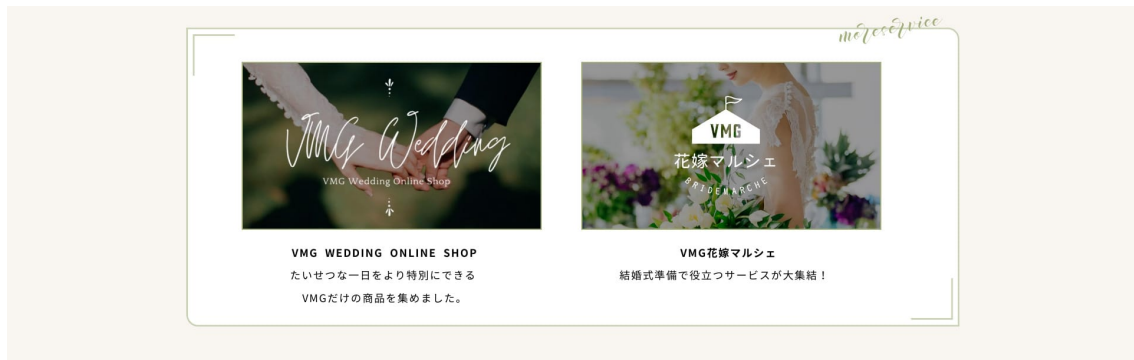 moreservice
VMG Wedding
VMG Wedding Online Shop
VMG
花嫁マルシェ
BRIDEMARCHE
VMG WEDDING ONLINE SHOP
たいせつな一日をより特別にできる
VMGだけの商品を集めました。
VMG花嫁マルシェ
結婚式準備で役立つサービスが大集結！